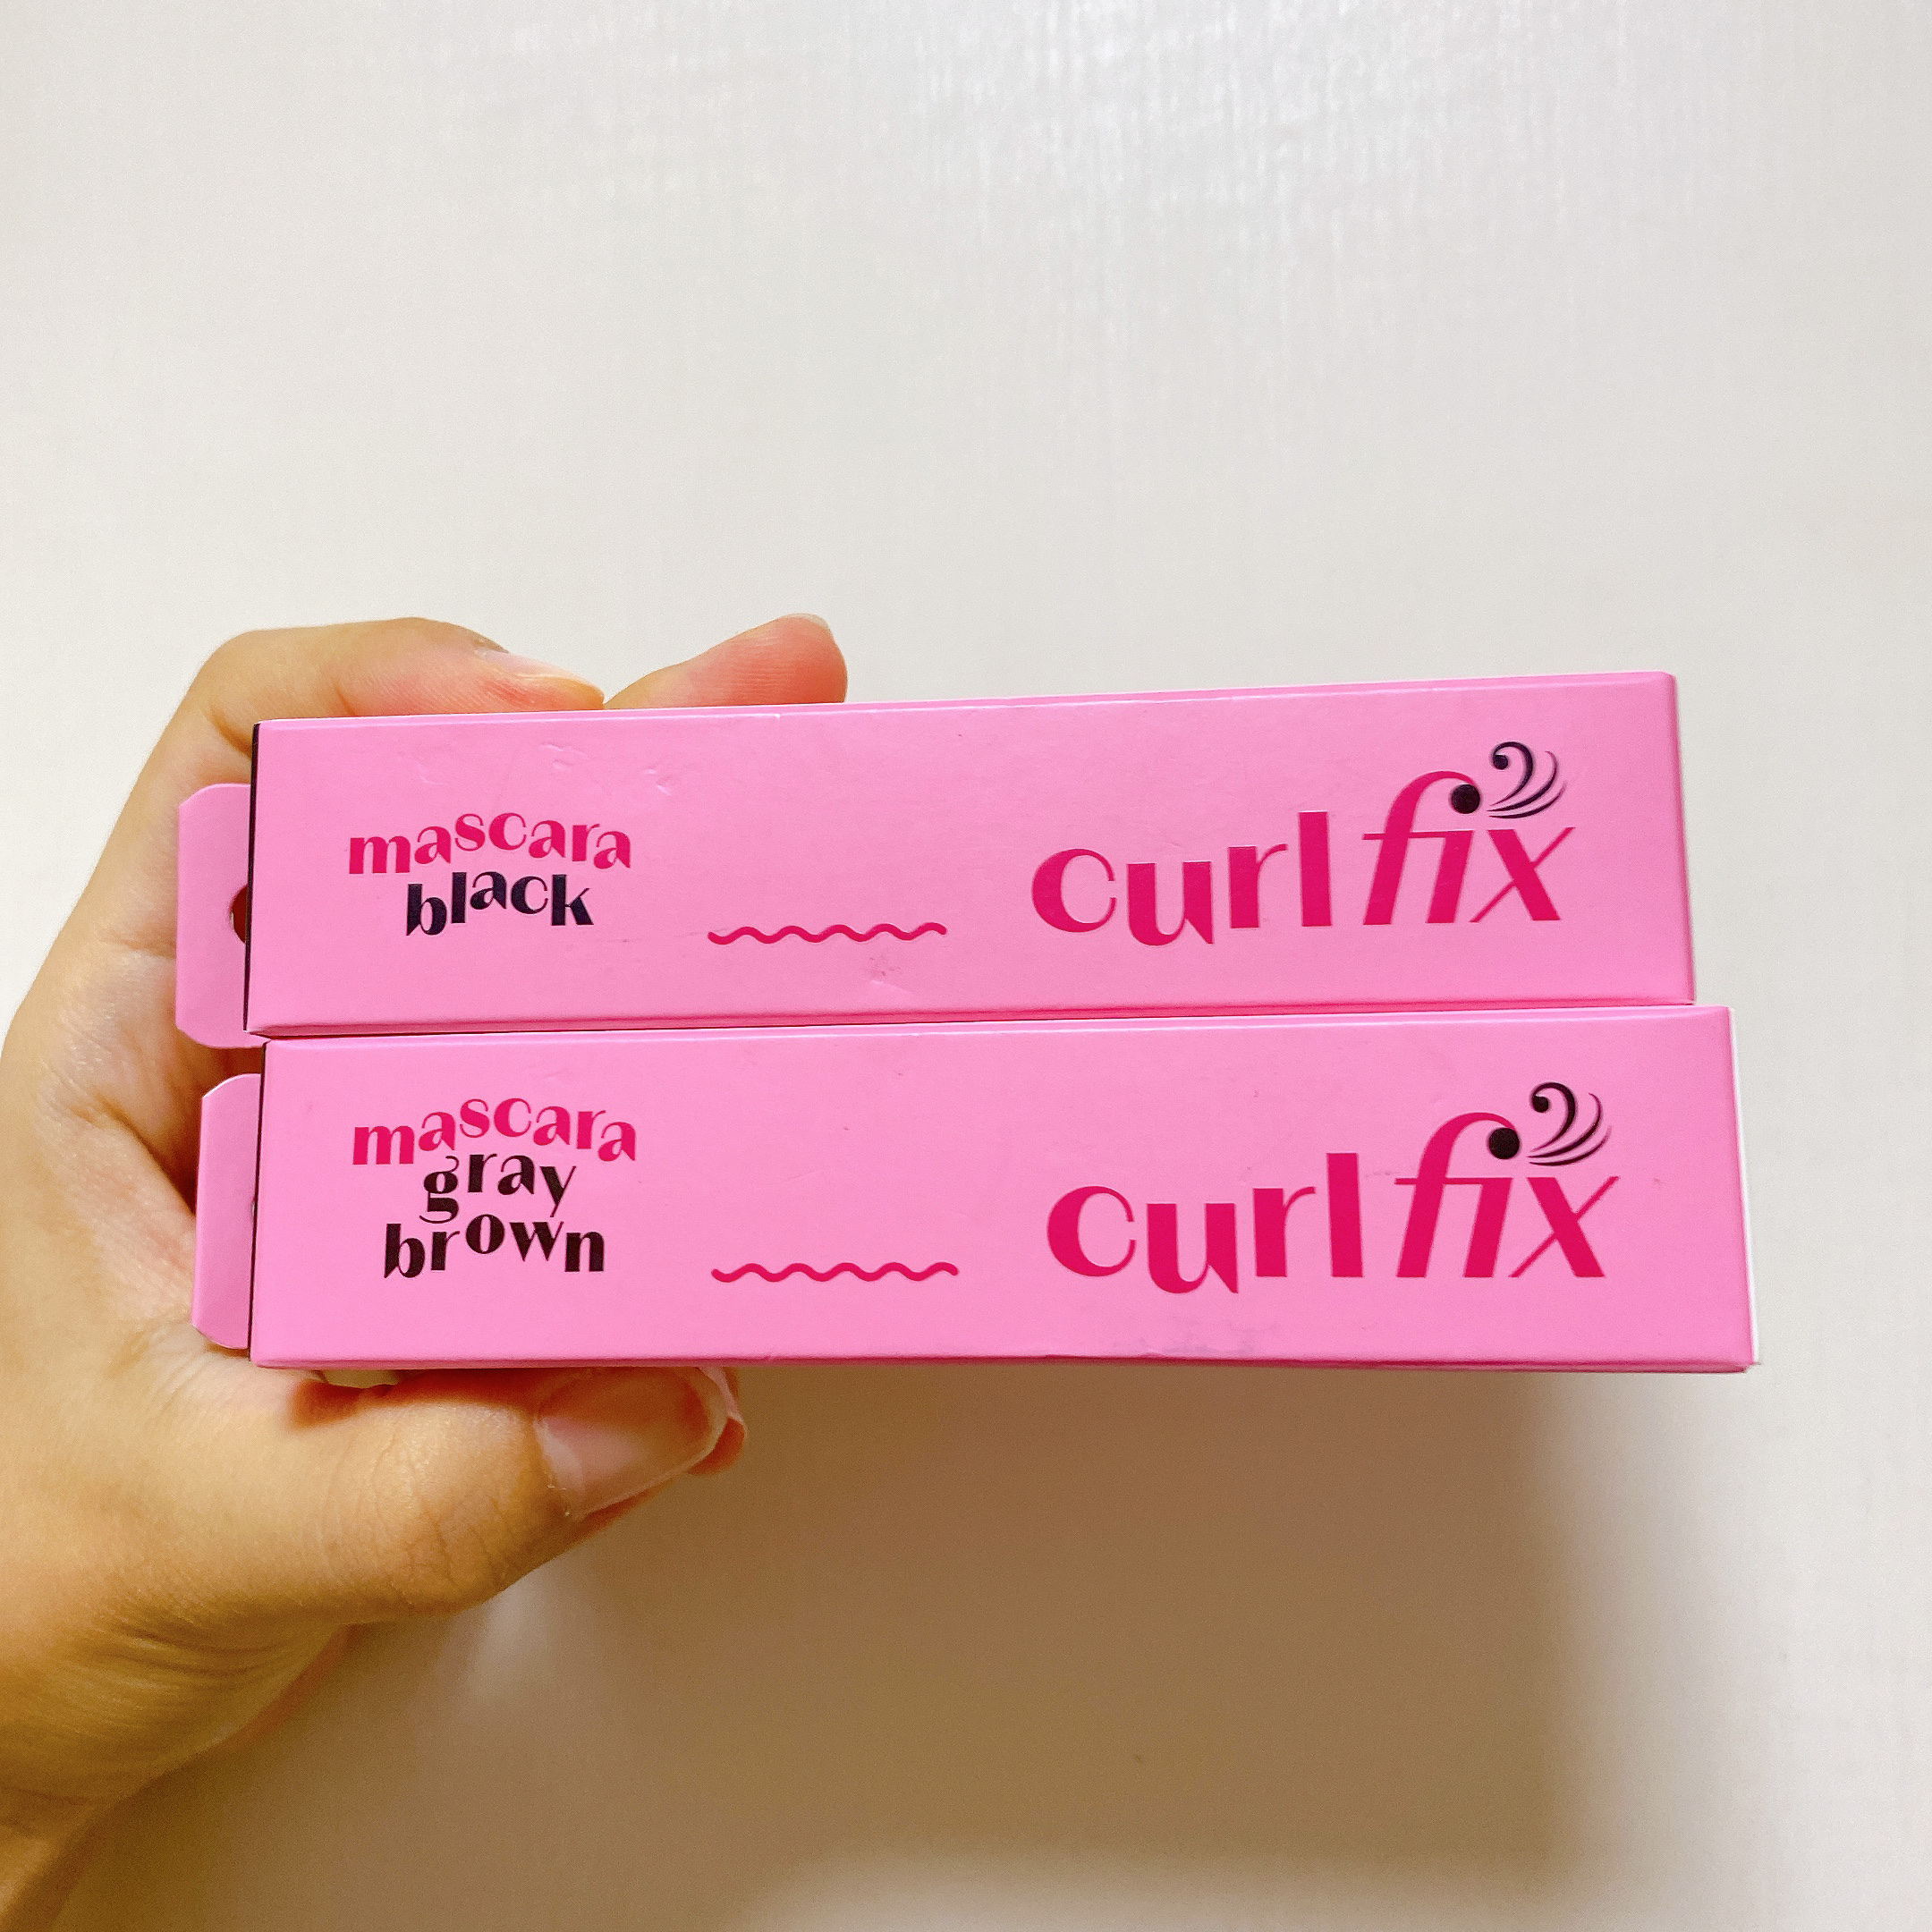 mascara
black
curl fix
mascara
gray
brown
curl fix